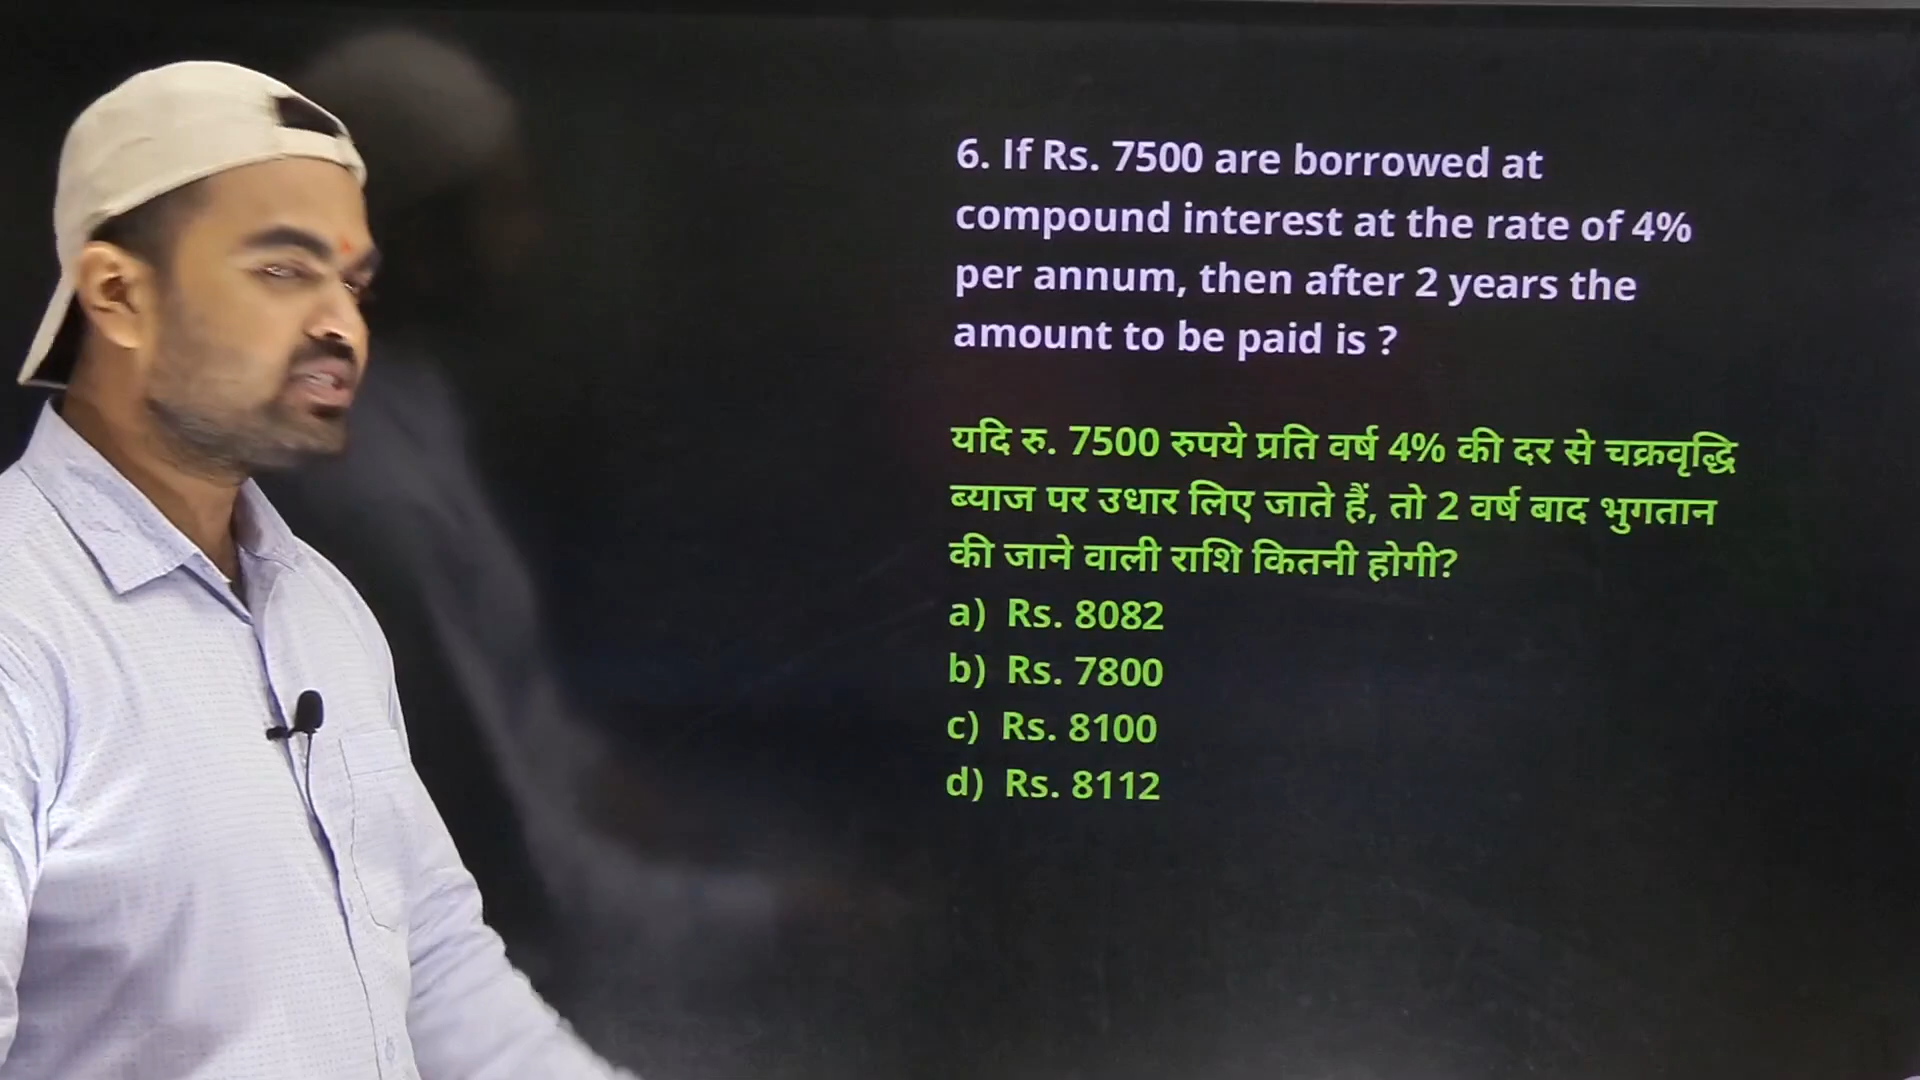 6. If Rs. 7500 are borrowed at
compound interest at the rate of 4%
per annum, then after 2 years the
amount to be paid is ?
यदि रु. 7500 रुपये प्रति वर्ष 4% की दर से चक्रवृद्धि
ब्याज पर उधार लिए जाते हैं, तो 2 वर्ष बाद भुगतान
की जाने वाली राशि कितनी होगी?
a) Rs. 8082
b) Rs. 7800
c) Rs. 8100
d) Rs. 8112